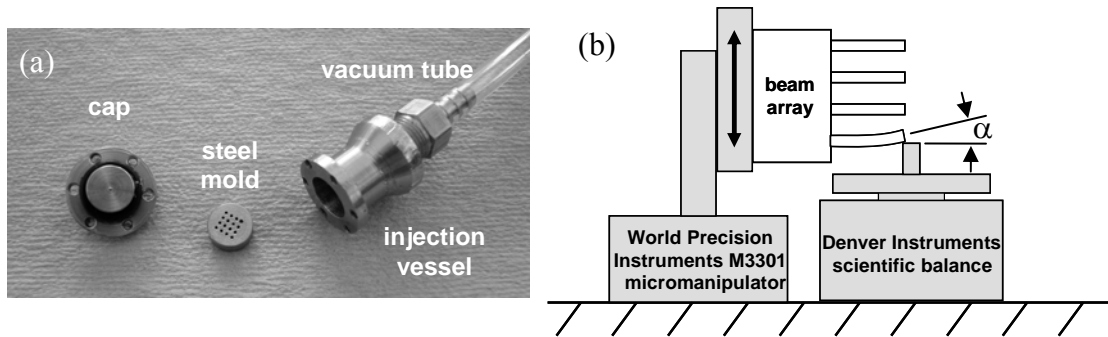 (a)
vacuum tube
cap
steel
mold
injection
vessel
(b)
beam
array
α
World Precision
Instruments M3301
micromanipulator
Denver Instruments
scientific balance